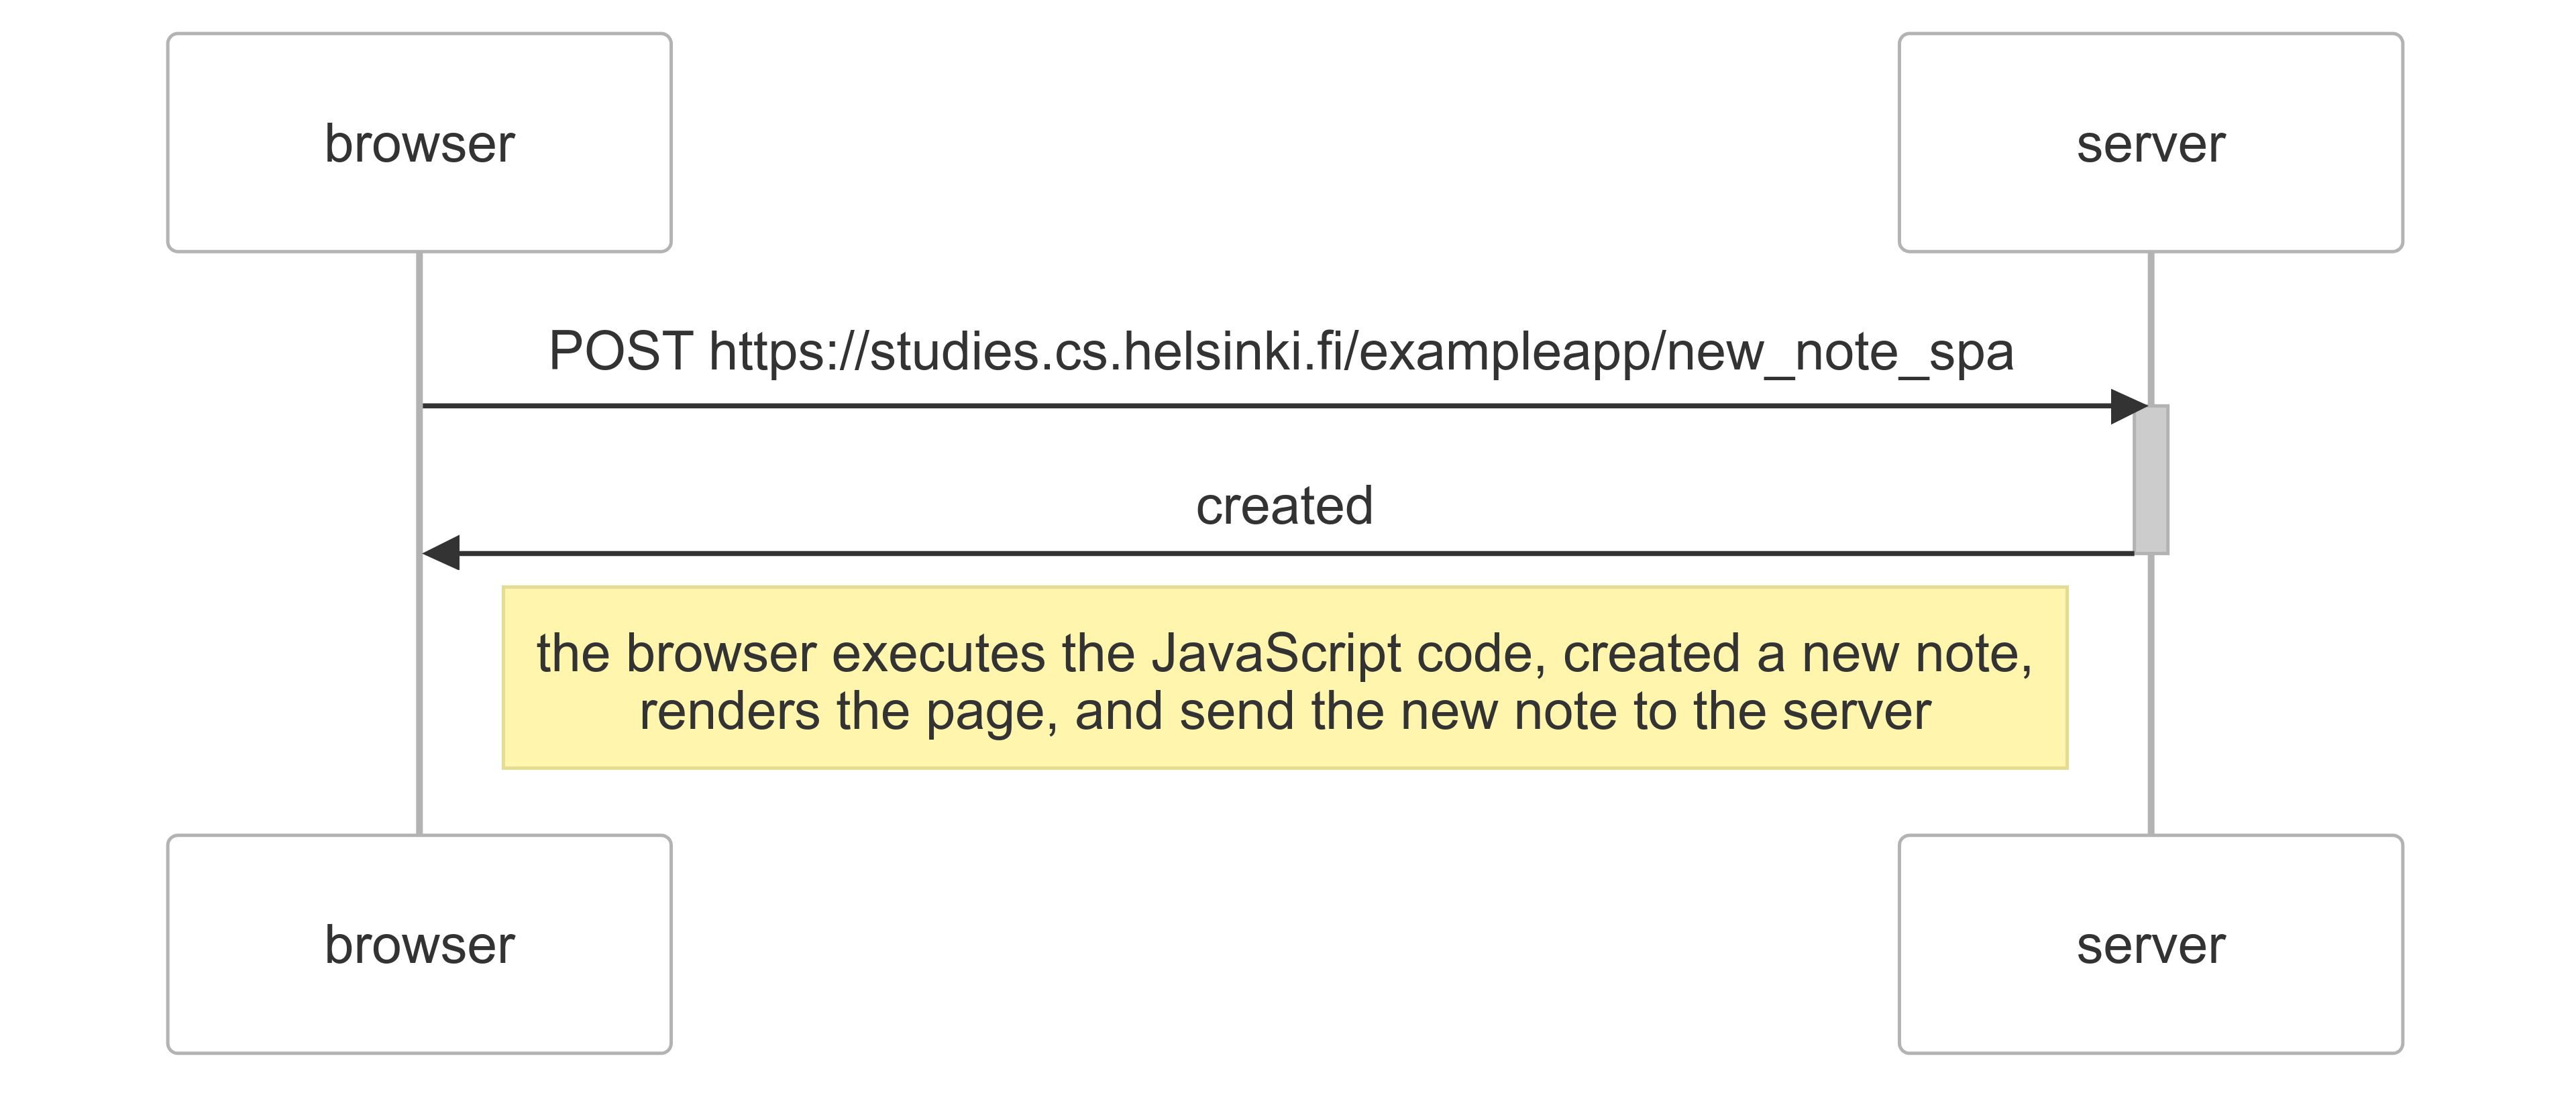 browser
server
POST https://studies.cs.helsinki.fi/exampleapp/new_note_spa
created
the browser executes the JavaScript code, created a new note,
renders the page, and send the new note to the server
browser
server